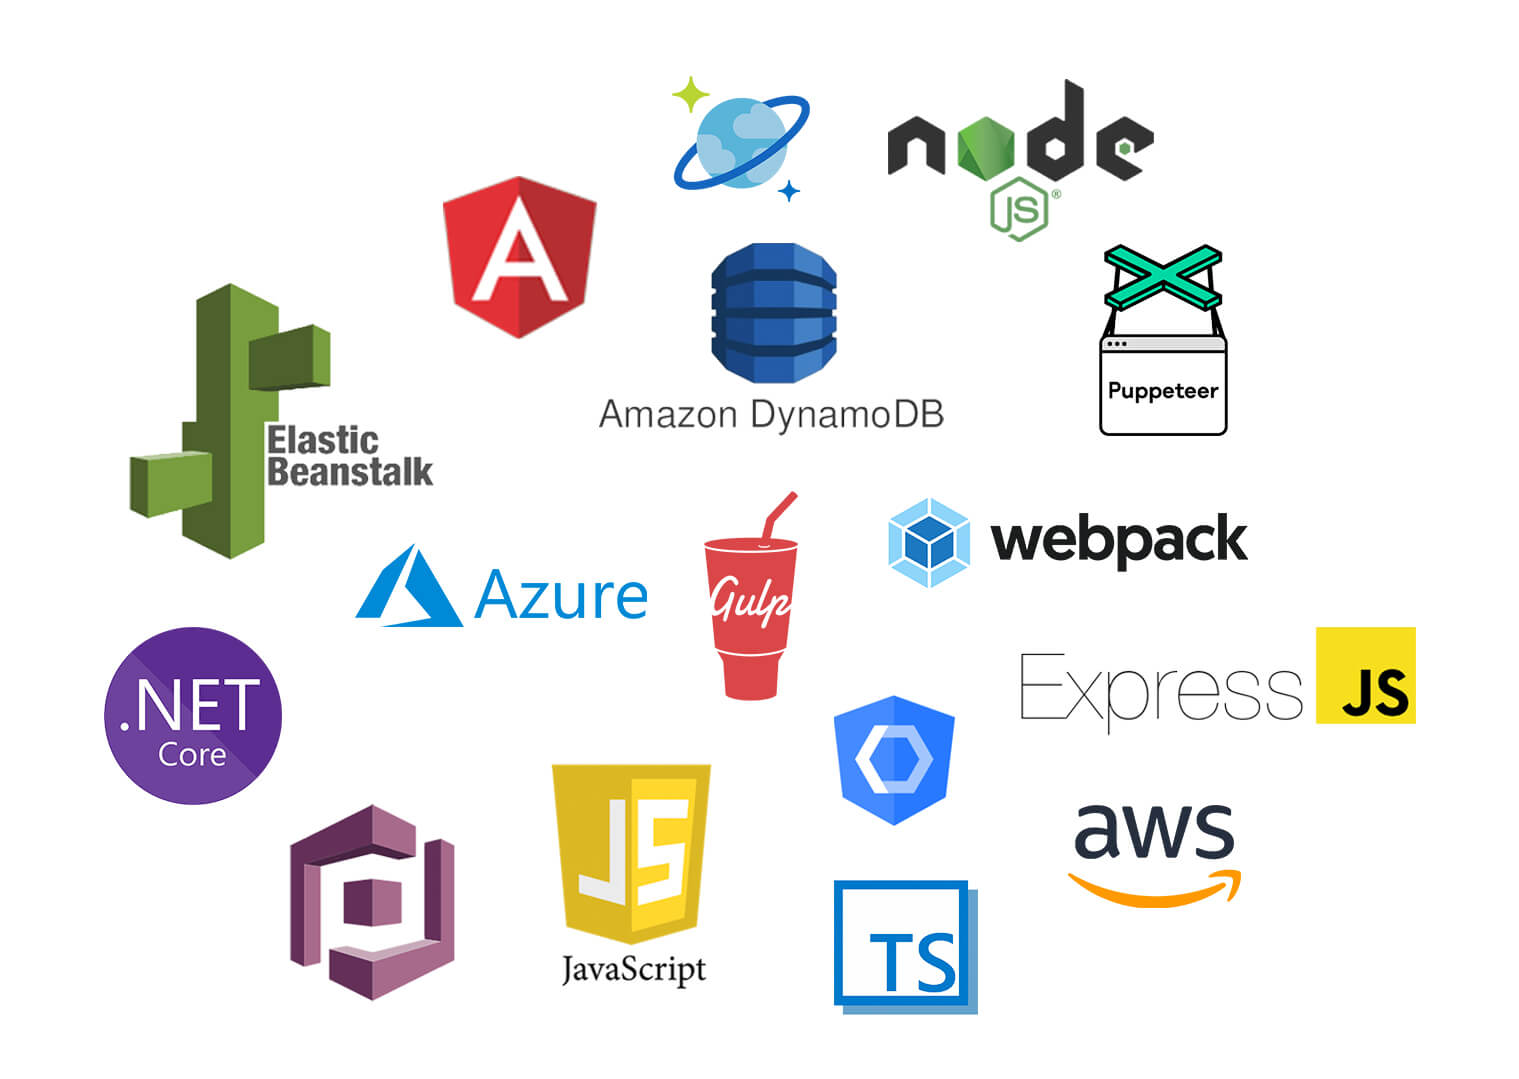 node
JS®
A
Amazon DynamoDB
Puppeteer
Elastic
Beanstalk
webpack
Azure
Gulp
.NET
Core
Express JS
JS
JavaScript
aws
TS